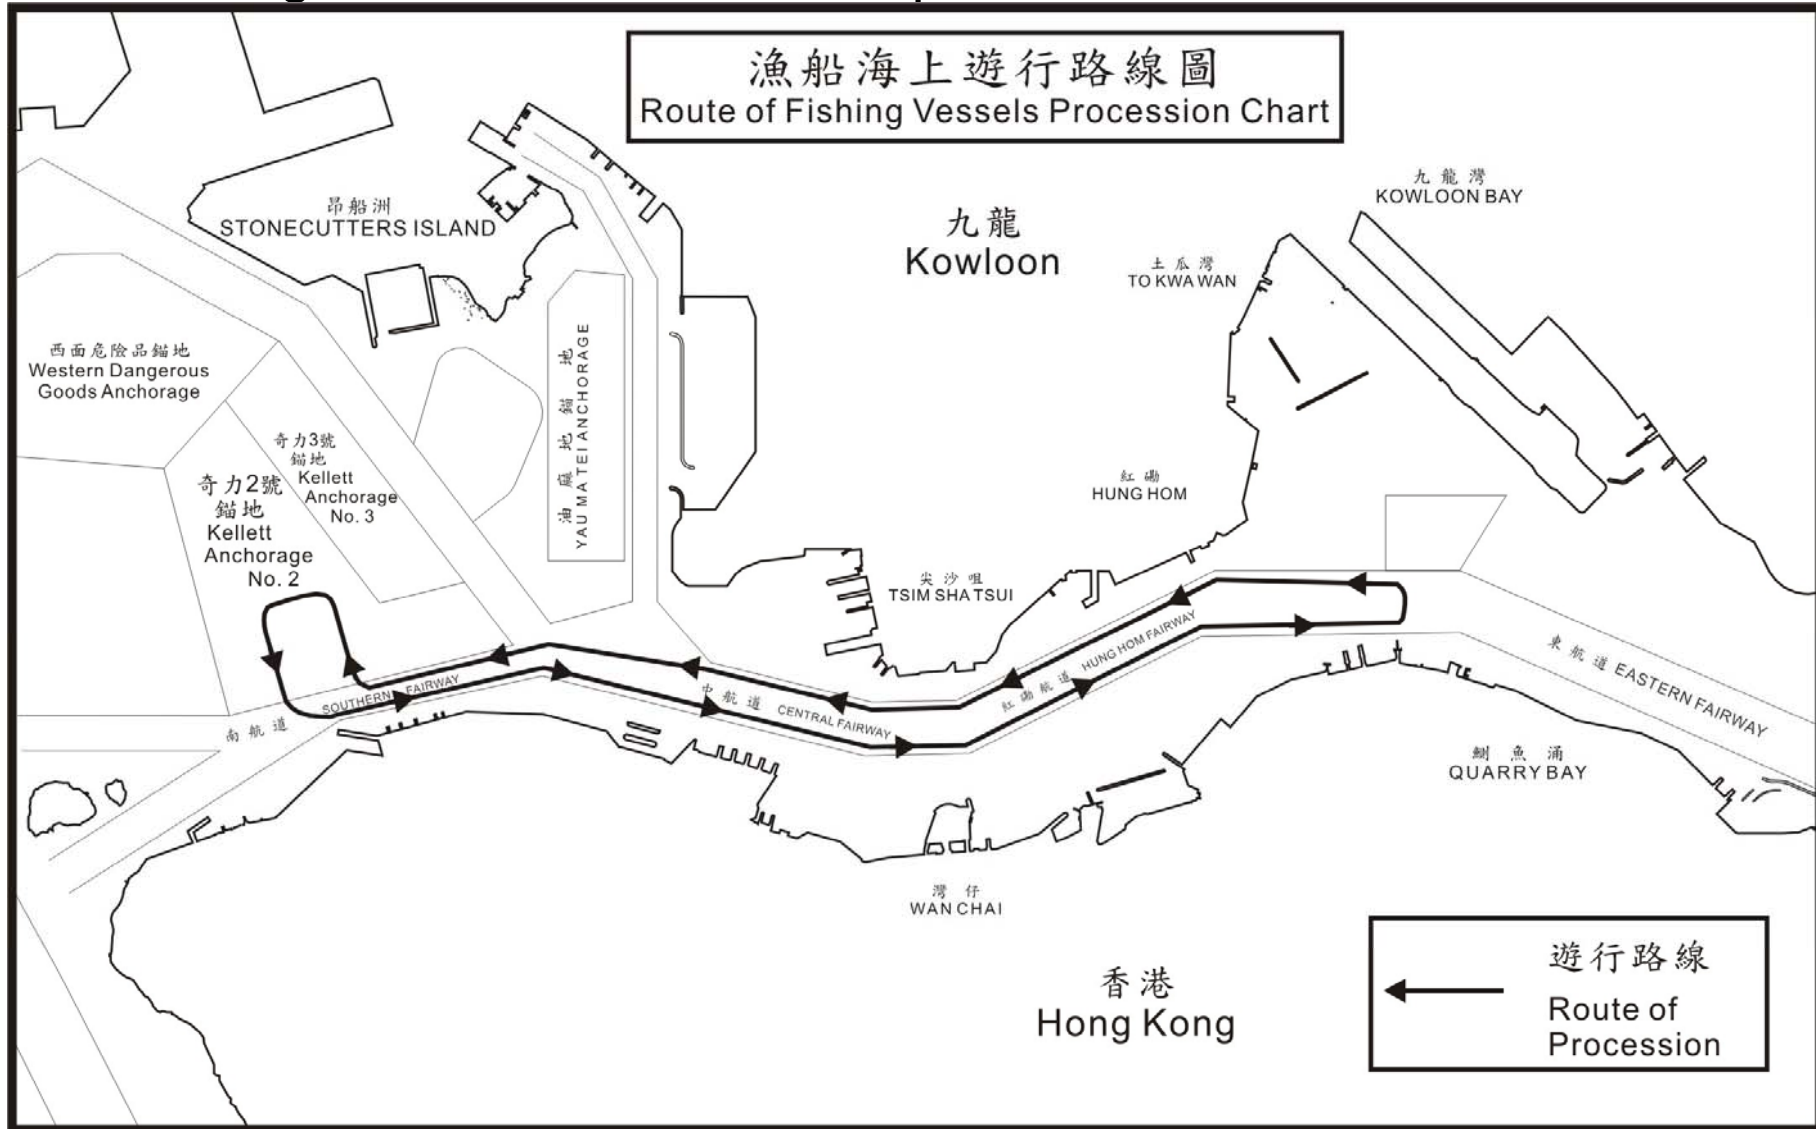 漁船海上遊行路線圖
Route of Fishing Vessels Procession Chart
九龍灣
KOWLOON BAY
昂船洲
STONECUTTERS ISLAND
九龍
Kowloon
土瓜灣
TO KWA WAN
西面危險品錨地
Western Dangerous
Goods Anchorage
油麻地錨地
YAU MA TEI ANCHORAGE
奇力3號
錨地
Kellett
Anchorage
No. 3
奇力2號
錨地
Kellett
Anchorage
No. 2
紅磡
HUNG HOM
尖沙咀
TSIM SHA TSUI
南航道
SOUTHERN FAIRWAY
中航道
CENTRAL FAIRWAY
紅磡航道
HUNG HOM FAIRWAY
東航道 EASTERN FAIRWAY
鰂魚涌
QUARRY BAY
灣仔
WAN CHAI
香港
Hong Kong
遊行路線
Route of
Procession